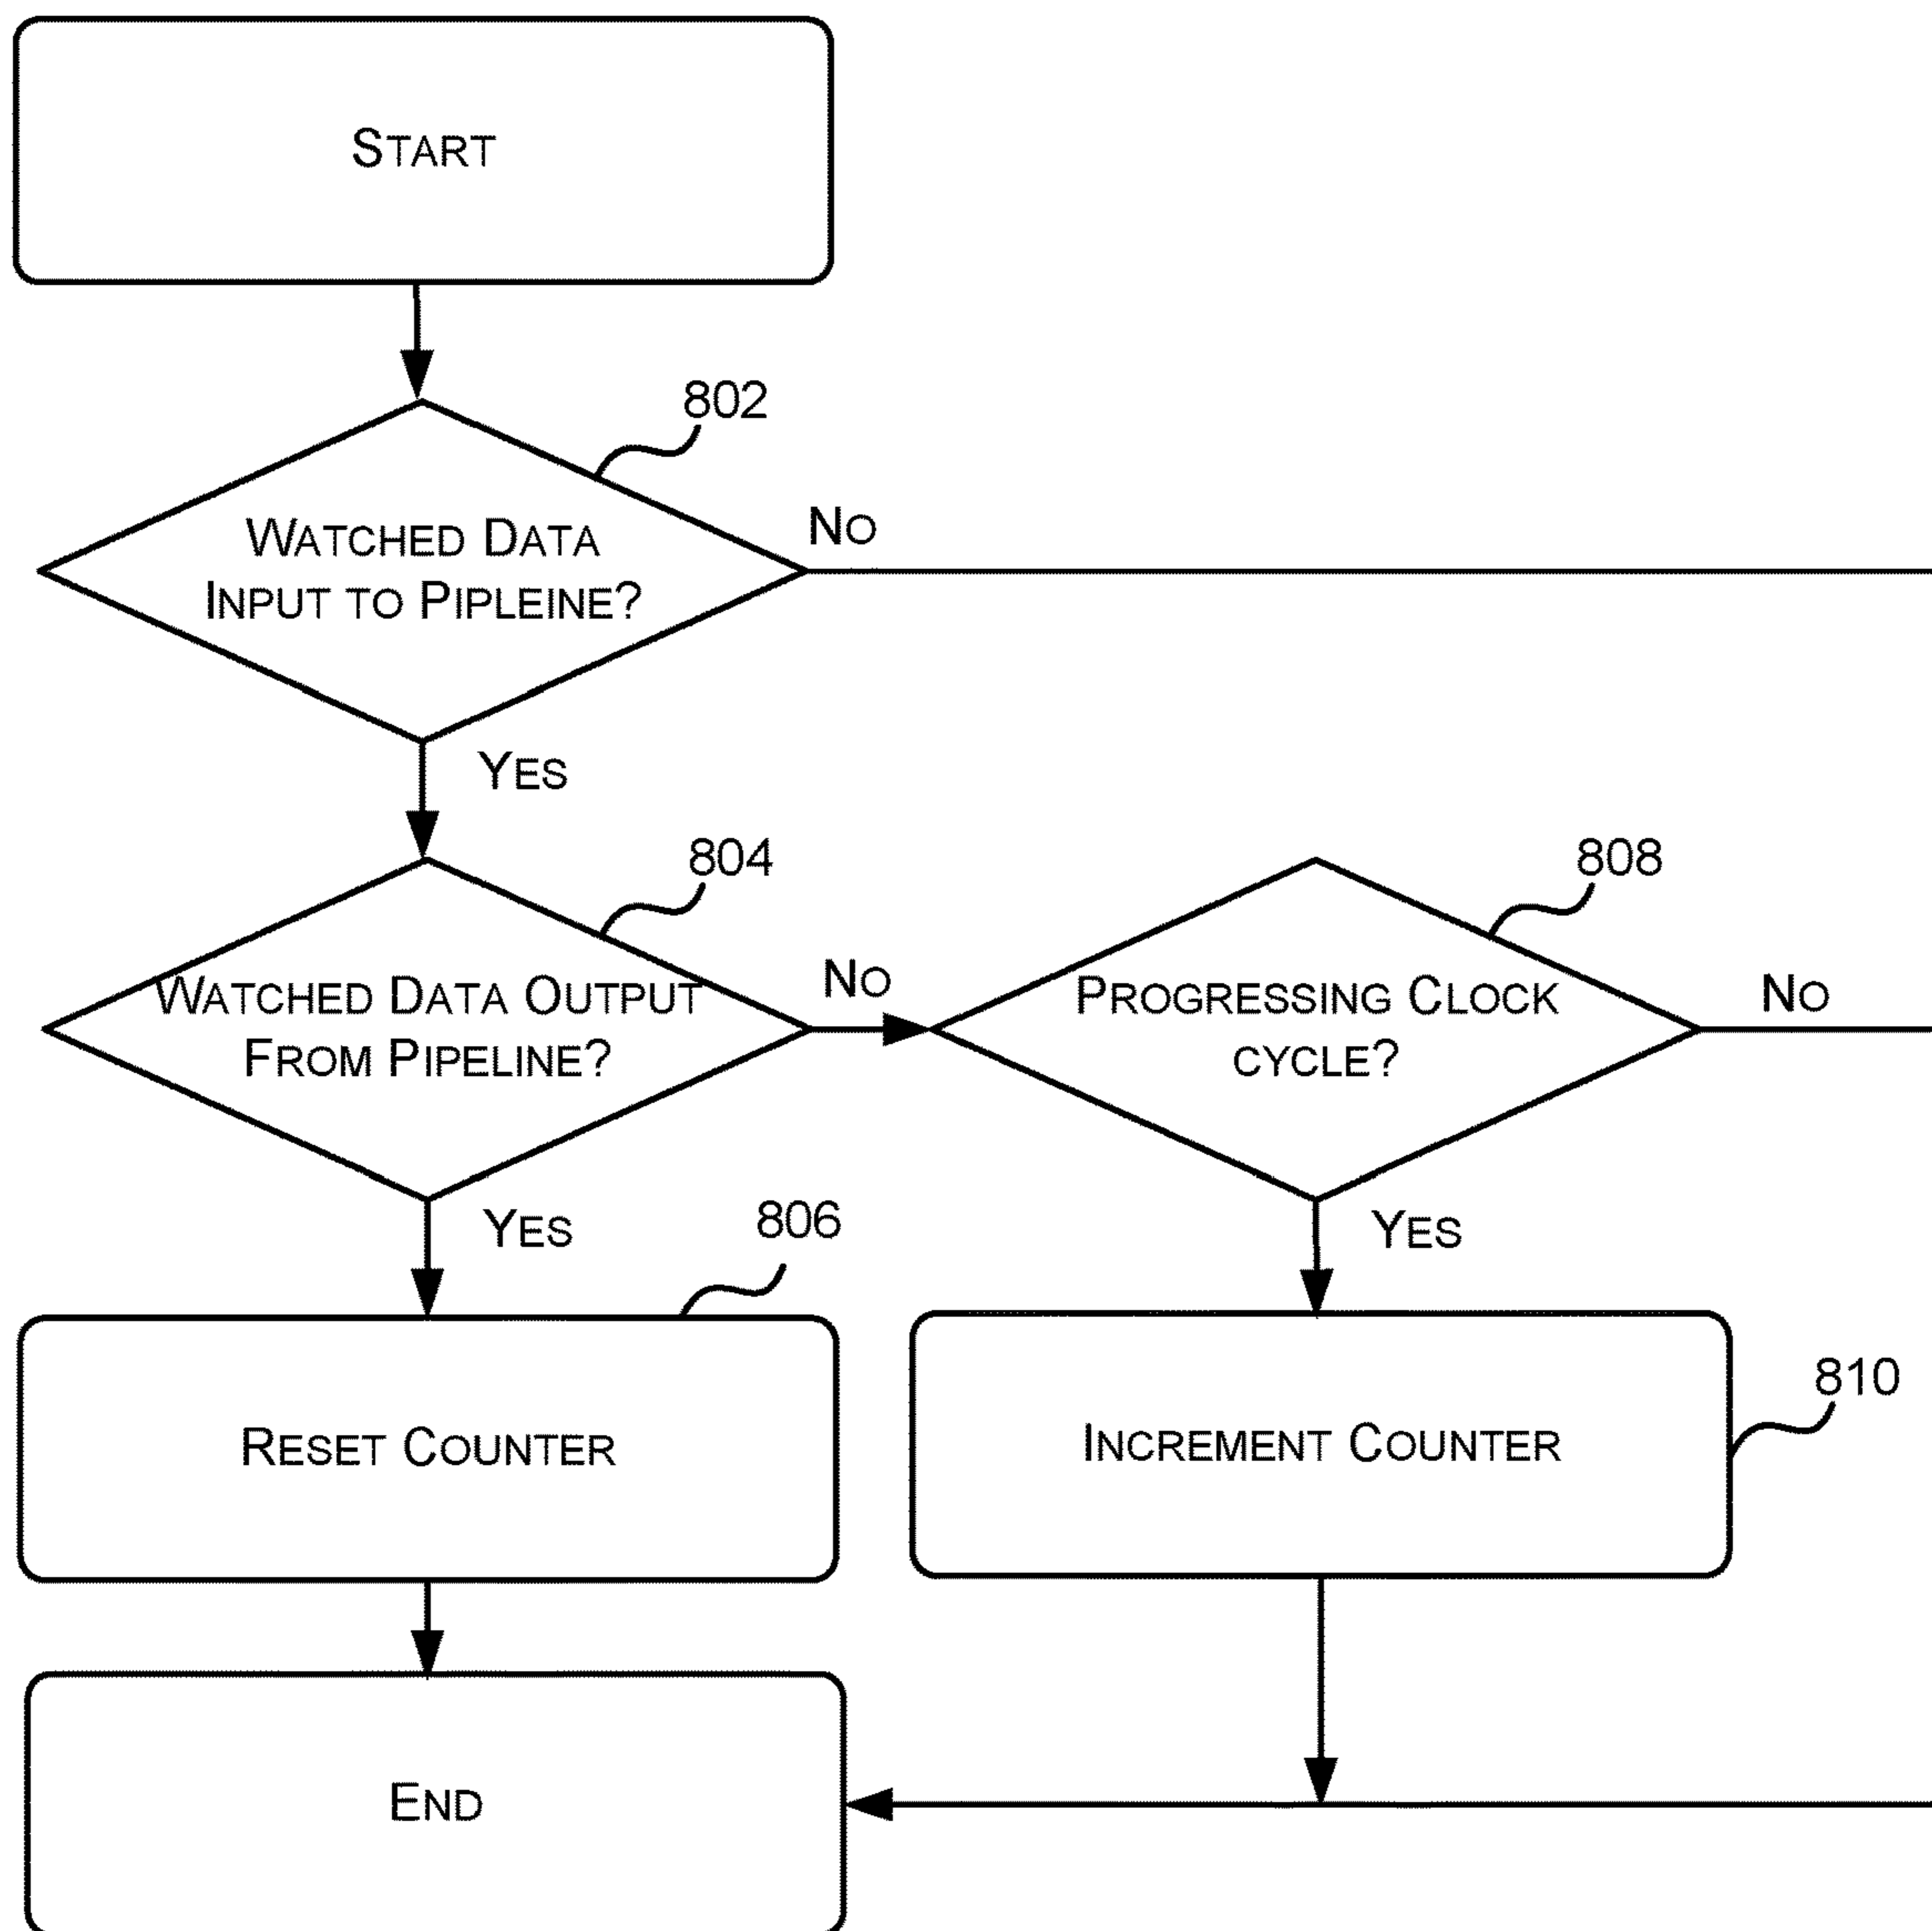 START
802
WATCHED DATA
INPUT TO PIPLEINE?
NO
YES
804
WATCHED DATA OUTPUT
FROM PIPELINE?
NO
808
PROGRESSING CLOCK
CYCLE?
NO
YES
806
YES
RESET COUNTER
INCREMENT COUNTER
810
END